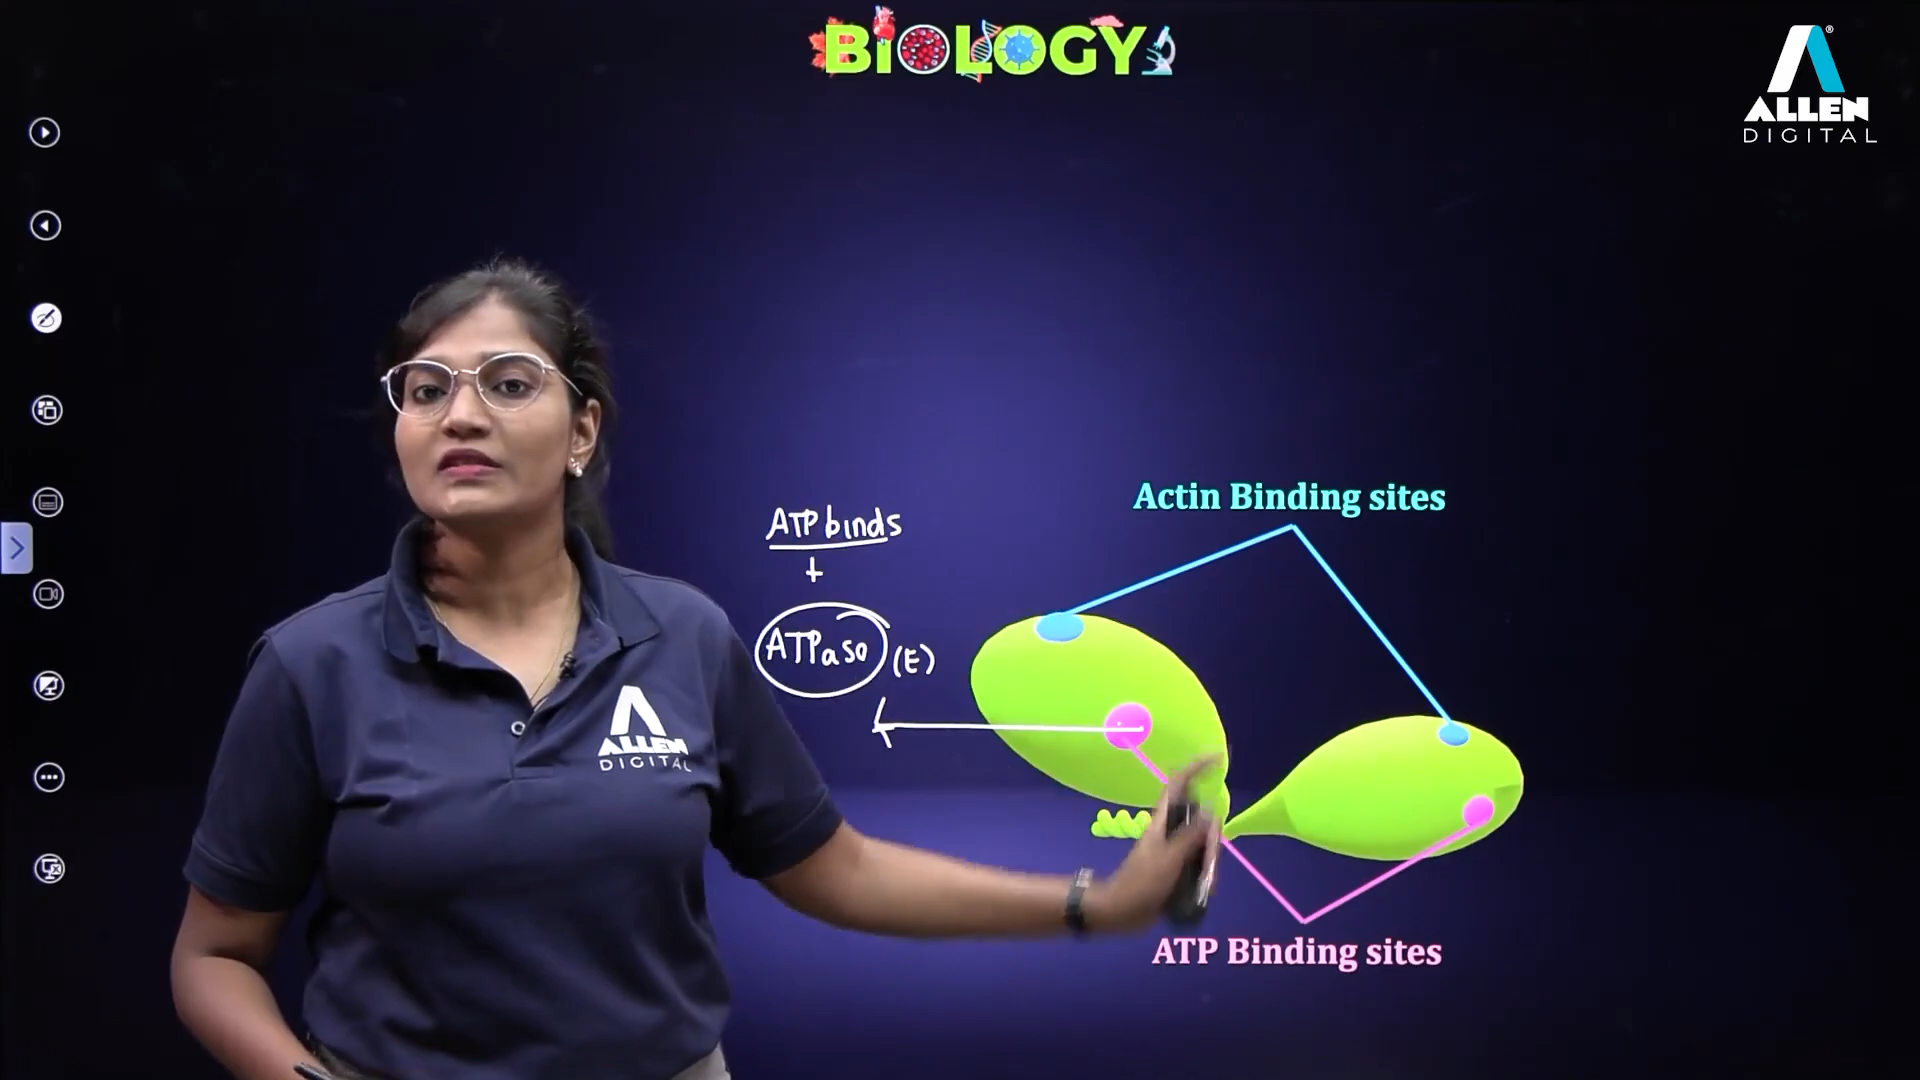 BIOLOGY
ALLEN
DIGITAL
Actin Binding sites
ATP binds
+
ATPase (E)
ALLEN
DIGITAL
ATP Binding sites